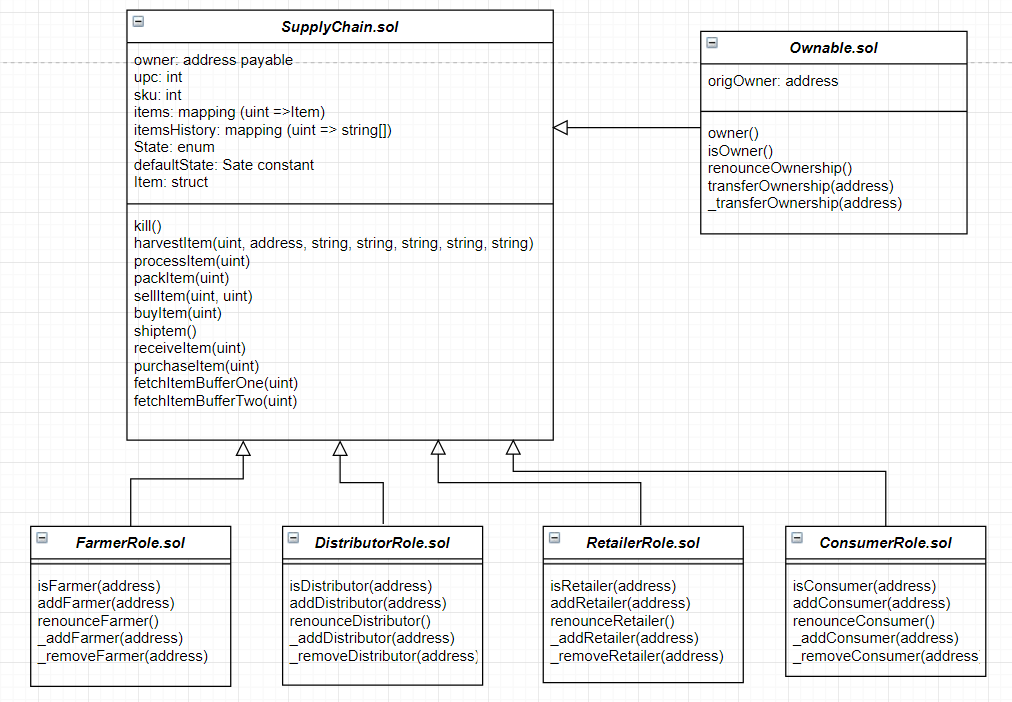 SupplyChain.sol
owner: address payable
upc: int
sku: int
items: mapping (uint =>Item)
itemsHistory: mapping (uint => string[])
State: enum
defaultState: Sate constant
Item: struct
kill()
harvestItem(uint, address, string, string, string, string, string)
processItem(uint)
packItem(uint)
sellItem(uint, uint)
buyItem(uint)
shiptem()
receiveItem(uint)
purchaseItem(uint)
fetchItemBufferOne(uint)
fetchItemBufferTwo(uint)
Ownable.sol
origOwner: address
owner()
isOwner()
renounceOwnership()
transferOwnership(address)
_transferOwnership(address)
FarmerRole.sol
isFarmer(address)
addFarmer(address)
renounceFarmer()
_addFarmer(address)
_removeFarmer(address)
DistributorRole.sol
isDistributor(address)
addDistributor(address)
renounceDistributor()
_addDistributor(address)
_removeDistributor(address)
RetailerRole.sol
isRetailer(address)
addRetailer(address)
renounceRetailer()
_addRetailer(address)
_removeRetailer(address)
ConsumerRole.sol
isConsumer(address)
addConsumer(address)
renounceConsumer()
_addConsumer(address)
_removeConsumer(address